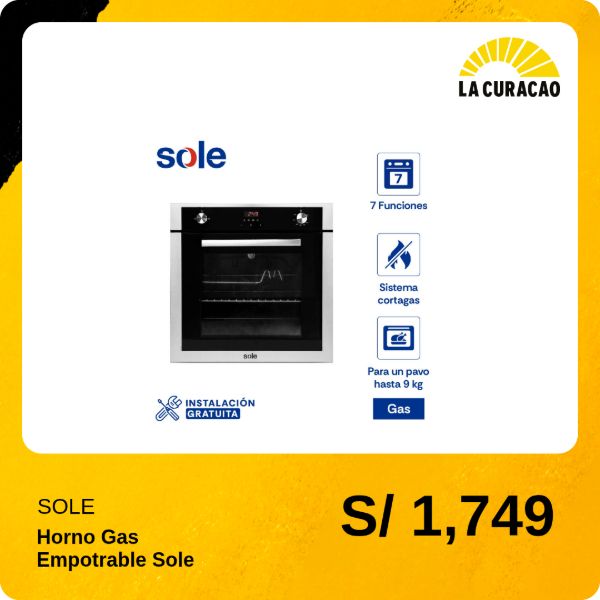 LA CURACAO
sole
7
7 Funciones
Sistema
cortagas
sole
Para un pavo
hasta 9 kg
INSTALACIÓN
GRATUITA
Gas
SOLE
S/ 1,749
Horno Gas
Empotrable Sole